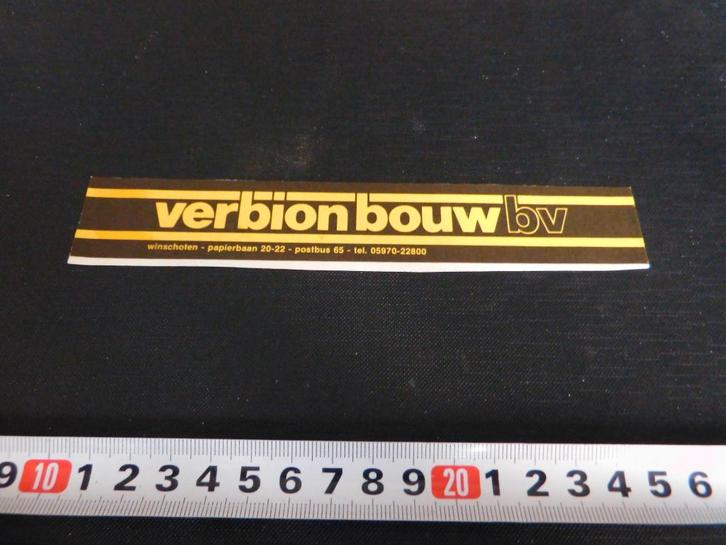 verbion bouw bv
winschoten - papierbaan 20-22 - postbus 65 - tel. 05970-22800
9 10 1 2 3 4 5 6 7 8 9 20 1 2 3 4 5 6